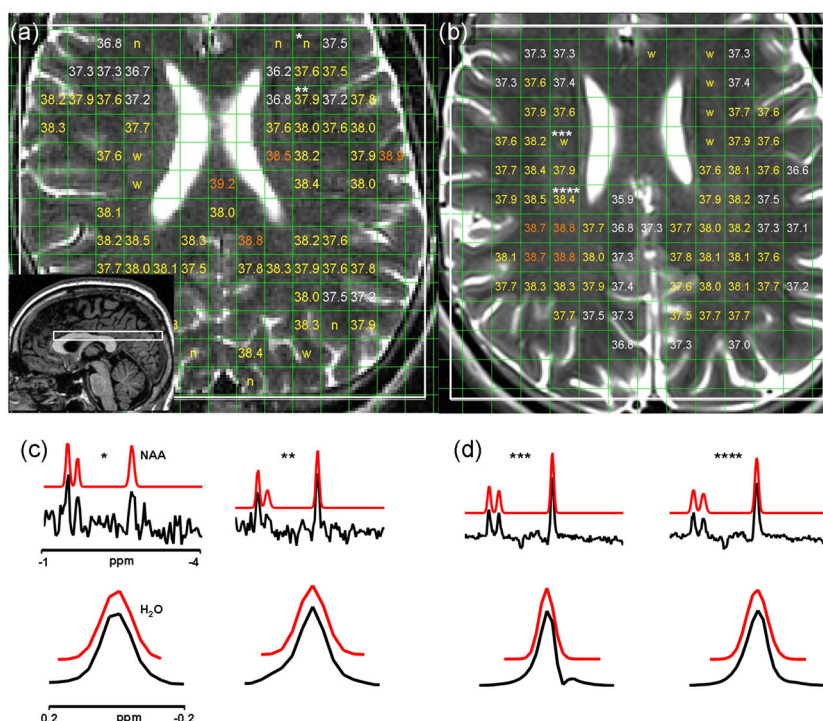 (a)
36.8 n n * n 37.5
37.3 37.3 36.7 36.2 37.6 37.5
38.2 37.9 37.6 37.2 36.8 ** 37.9 37.2 37.8
38.3 37.7 37.6 38.0 37.6 38.0
37.6 w 38.5 38.2 37.9 38.9
w 39.2 38.4 38.0
38.1 38.0
38.2 38.5 38.3 38.8 38.2 37.6
37.7 38.0 38.1 37.5 37.8 38.3 37.9 37.6 37.8
38.0 37.5 37.2
38.3 n 37.9
n 38.4 w
n
(b)
37.3 37.3 w w 37.3
37.3 37.6 37.4 w 37.4
37.9 37.6 w 37.7 37.6
37.6 38.2 *** w w 37.9 37.6
37.7 38.4 37.9 37.6 38.1 37.6 36.6
37.9 38.5 **** 38.4 35.9 37.9 38.2 37.5
38.7 38.8 37.7 36.8 37.3 37.7 38.0 38.2 37.3 37.1
38.1 38.7 38.8 38.0 37.3 37.8 38.1 38.1 37.6
37.7 38.3 38.3 37.9 37.4 37.6 38.0 38.1 37.7 37.2
37.7 37.5 37.3 37.5 37.7 37.7
36.8 37.3 37.0
(c)
* NAA **
-1 ppm -4
H₂O
0.2 ppm -0.2
(d)
*** ****